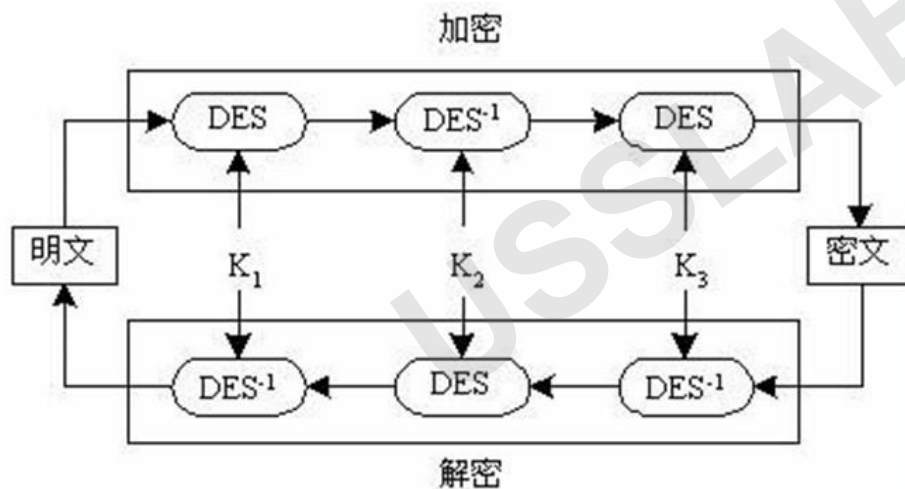 加密
DES DES⁻¹ DES
明文 K₁ K₂ K₃ 密文
DES⁻¹ DES DES⁻¹
解密
USSLAB